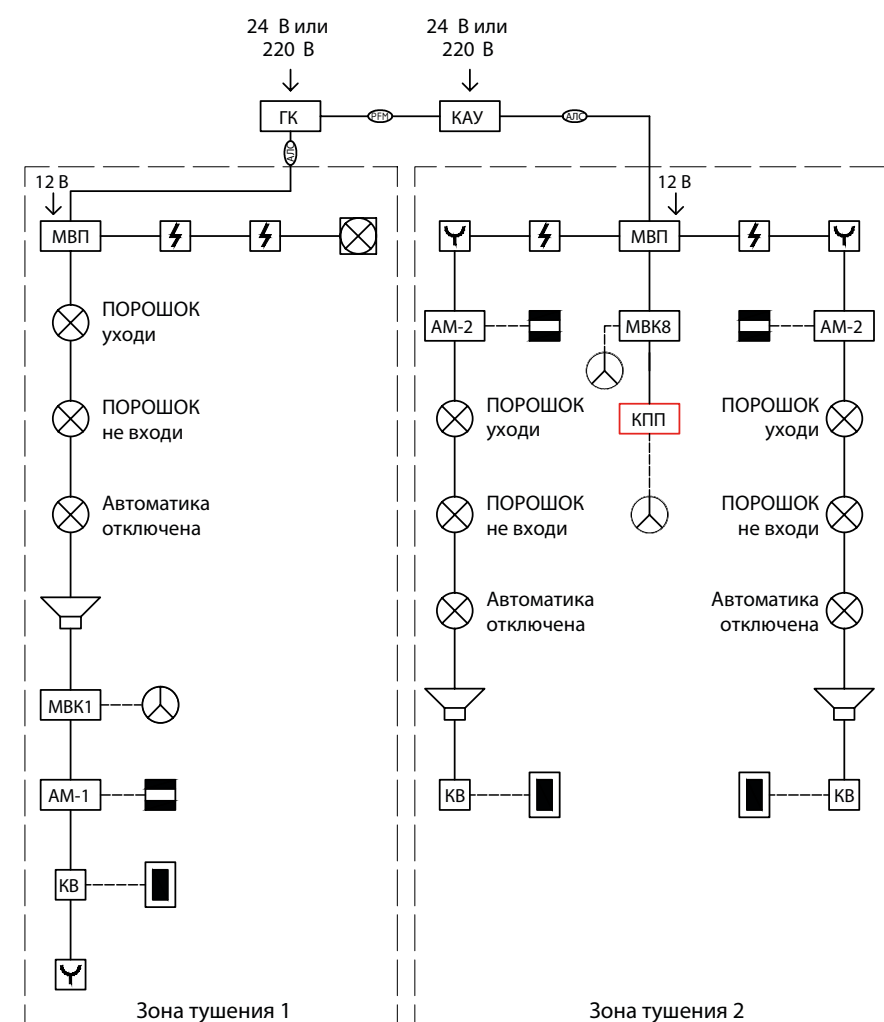 24 В или
220 В
24 В или
220 В
ГК
PFM
КАУ
АЛС
АЛС
12 В
12 В
МВП
МВП
ПОРОШОК
уходи
АМ-2
МВК8
АМ-2
ПОРОШОК
не входи
ПОРОШОК
уходи
КПП
ПОРОШОК
уходи
Автоматика
отключена
ПОРОШОК
не входи
ПОРОШОК
не входи
Автоматика
отключена
Автоматика
отключена
МВК1
АМ-1
КВ
КВ
КВ
Зона тушения 1
Зона тушения 2